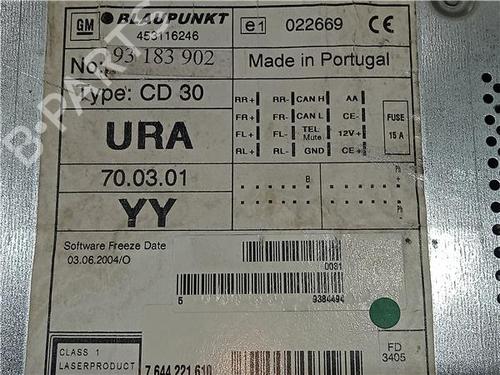 GM BLAUPUNKT
453116246
e1 022669 CE
No: 93 183 902
Made in Portugal
Type: CD 30
RR+ RR- CAN H AA
FR+ FR- CAN L CE-
FL+ FL- TEL Mute 12V+
RL+ RL- GND CE+
FUSE
15 A
URA
70.03.01
YY
Software Freeze Date
03.06.2004/O
0031
9384494
CLASS 1
LASERPRODUCT
7 644 221 610
FD
3405
B-PARTS